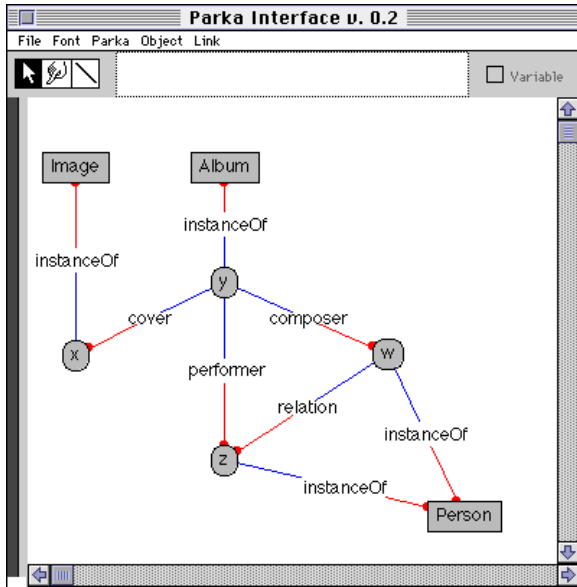 Parka Interface v. 0.2
File Font Parka Object Link
Variable
Image Album
instanceOf
instanceOf
y
cover composer
x w
performer
relation
instanceOf
z
instanceOf
Person